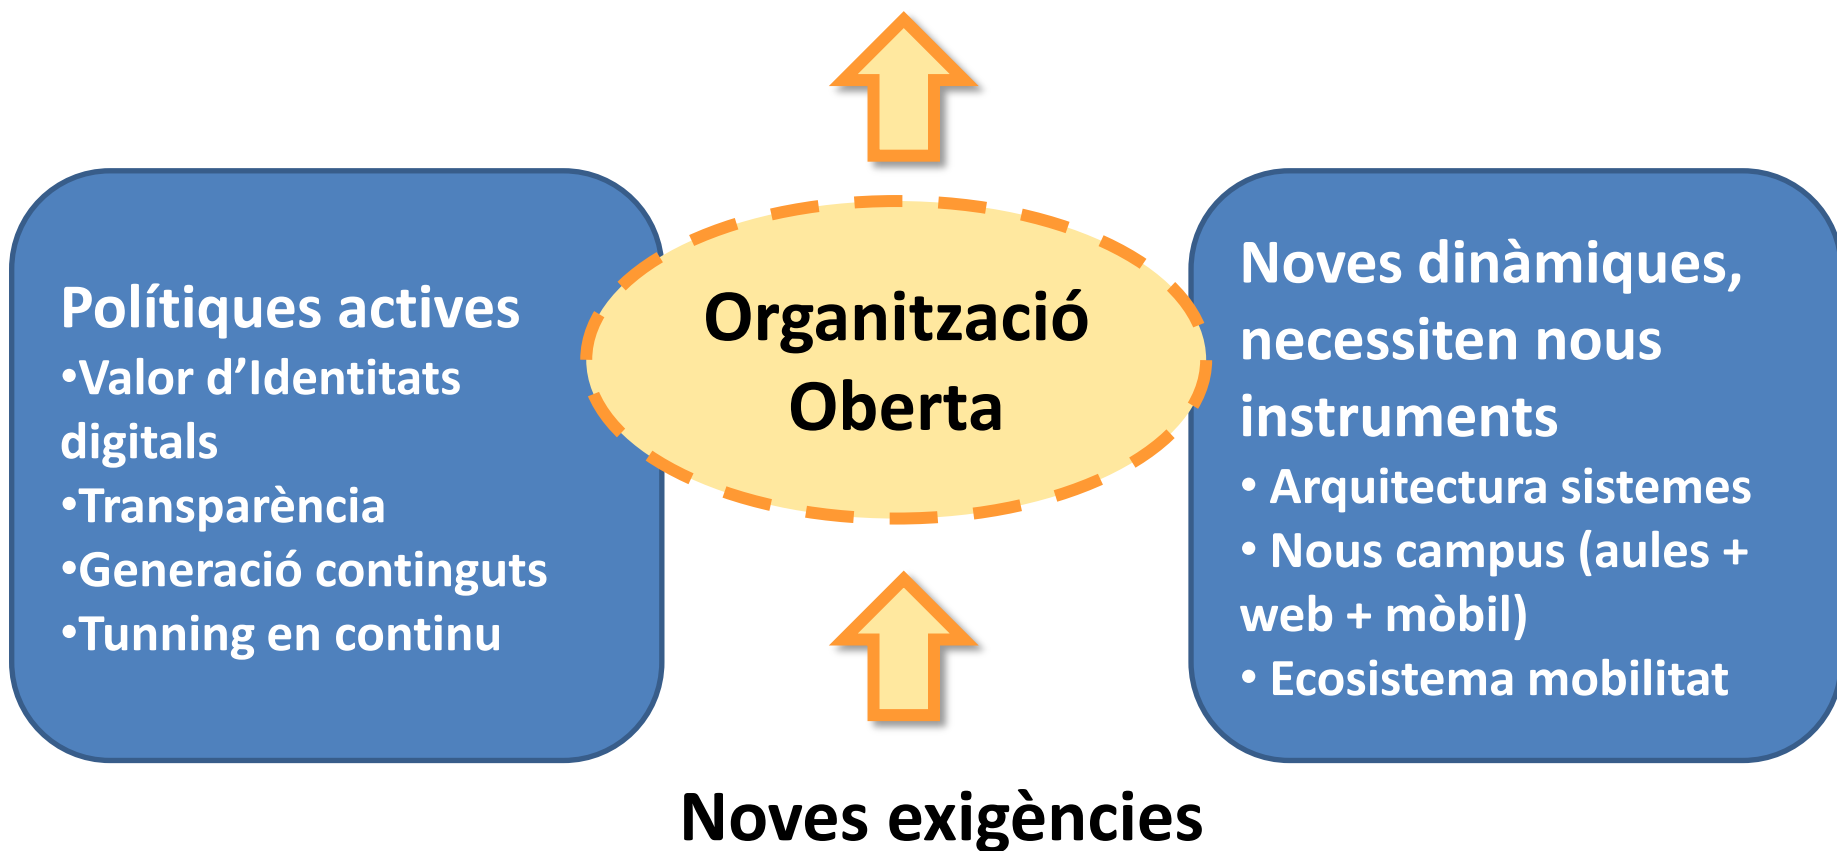 Polítiques actives
•Valor d’Identitats
digitals
•Transparència
•Generació continguts
•Tunning en continu
Organització
Oberta
Noves dinàmiques,
necessiten nous
instruments
• Arquitectura sistemes
• Nous campus (aules +
web + mòbil)
• Ecosistema mobilitat
Noves exigències